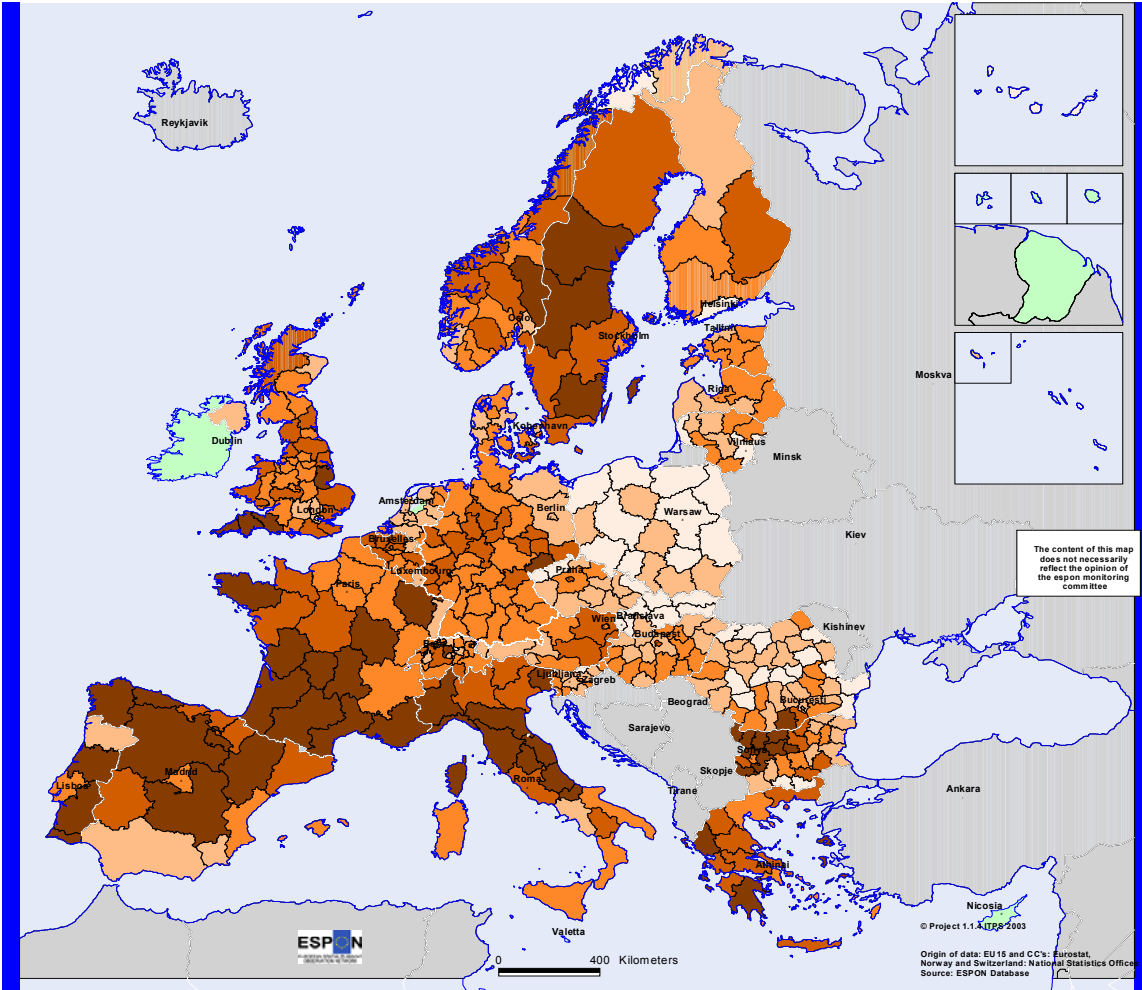 Reykjavik
Oslo
Helsinki
Tallinn
Stockholm
Moskva
Riga
Dublin
Kobenhavn
Vilniaus
Minsk
London
Amsterdam
Berlin
Warsaw
Bruxelles
Kiev
The content of this map
does not necessarily
reflect the opinion of
the espon monitoring
committee
Luxembourg
Praha
Paris
Wien
Bratislava
Kishinev
Budapest
Ljubljana
Zagreb
Beograd
Bucuresti
Sarajevo
Sofiya
Skopje
Madrid
Lisboa
Roma
Tirane
Ankara
Athinai
Nicosia
Valetta
© Project 1.1.4 ITPS 2003
ESPON
0 400 Kilometers
Origin of data: EU15 and CC's: Eurostat,
Norway and Switzerland: National Statistics Offices
Source: ESPON Database